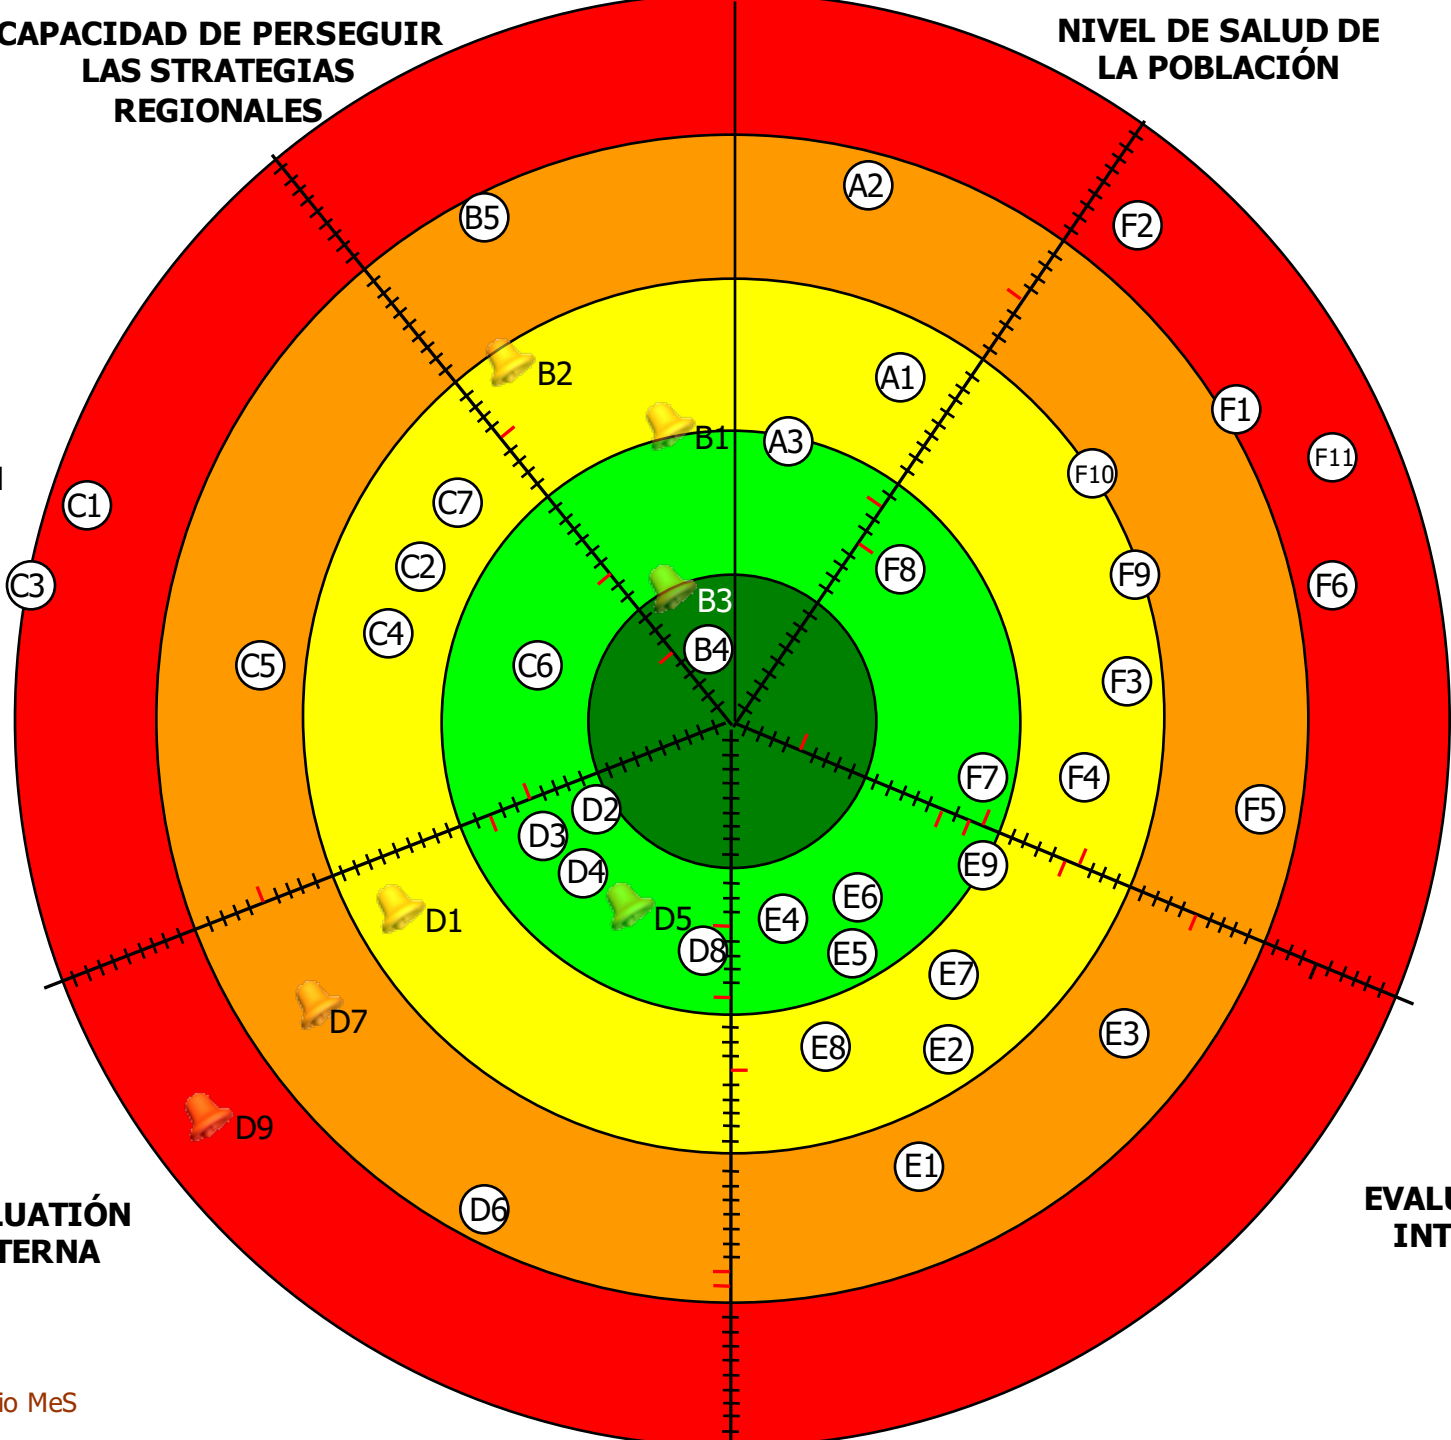 CAPACIDAD DE PERSEGUIR
LAS STRATEGIAS
REGIONALES
NIVEL DE SALUD DE
LA POBLACIÓN
A2
B5
F2
B2
A1
F1
B1
A3
F11
F10
C1
C7
C2
F8
F9
C3
F6
B3
C4
B4
C5
C6
F3
F7
F4
D2
F5
D3
D4
E9
D1
D5
E4
E6
D8
E5
E7
D7
E8
E2
E3
D9
E1
D6
LUATIÓN
TERNA
EVALU
INT
io MeS